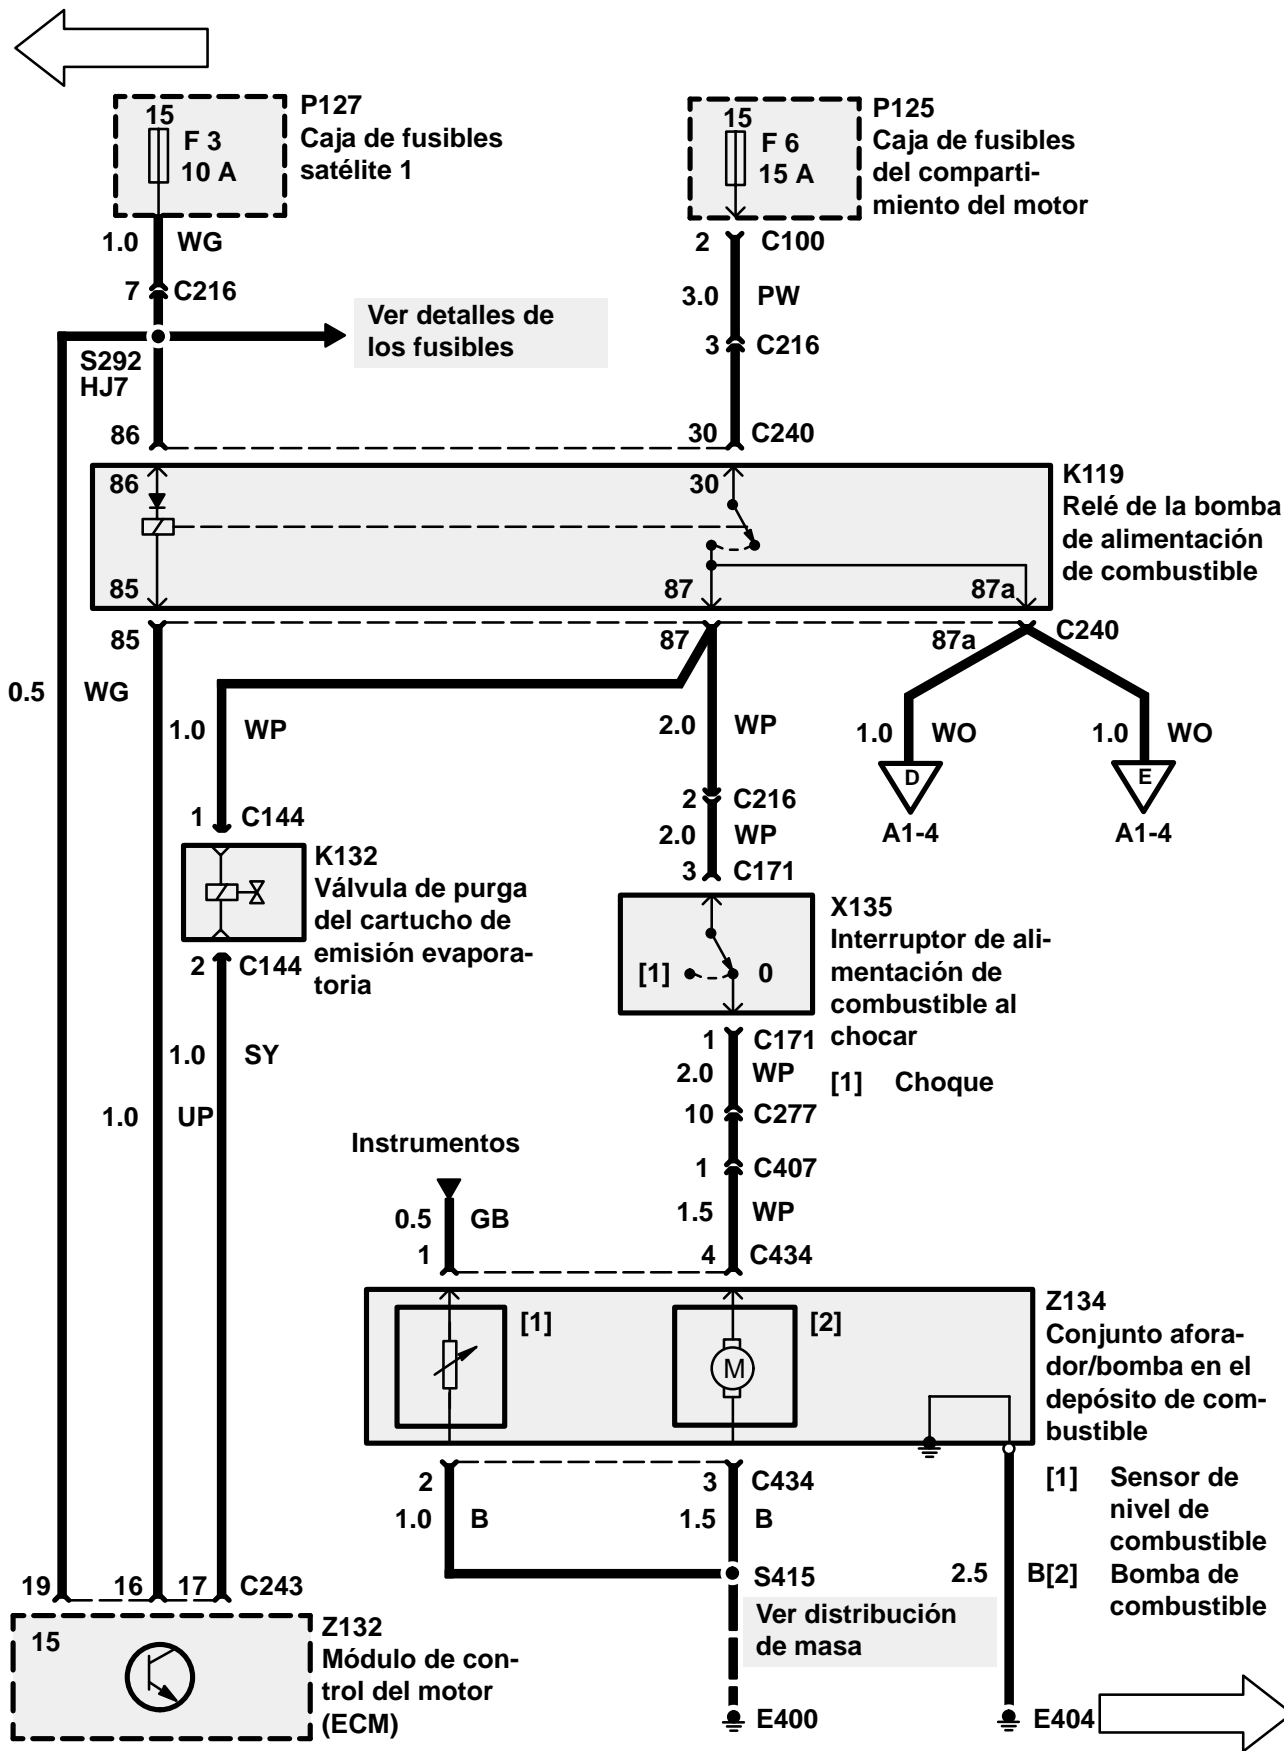 P127
Caja de fusibles
satélite 1
15
F 3
10 A
P125
Caja de fusibles
del comparti-
miento del motor
15
F 6
15 A
1.0 WG
2 C100
7 C216
3.0 PW
Ver detalles de
los fusibles
3 C216
S292
HJ7
86
30 C240
86
30
K119
Relé de la bomba
de alimentación
de combustible
85
87
87a
85
87
87a
C240
0.5 WG
1.0 WP
2.0 WP
1.0 WO
1.0 WO
D
E
A1-4
A1-4
2 C216
1 C144
2.0 WP
3 C171
K132
Válvula de purga
del cartucho de
emisión evapora-
toria
X135
Interruptor de ali-
mentación de
combustible al
chocar
[1] 0
2 C144
1 C171
[1] Choque
1.0 SY
2.0 WP
1.0 UP
10 C277
Instrumentos
1 C407
0.5 GB
1.5 WP
1
4 C434
[1]
[2]
M
Z134
Conjunto afora-
dor/bomba en el
depósito de com-
bustible
2
3 C434
[1] Sensor de
nivel de
combustible
1.0 B
1.5 B
S415
2.5 B
[2] Bomba de
combustible
Ver distribución
de masa
19
16
17 C243
15
Z132
Módulo de con-
trol del motor
(ECM)
E400
E404